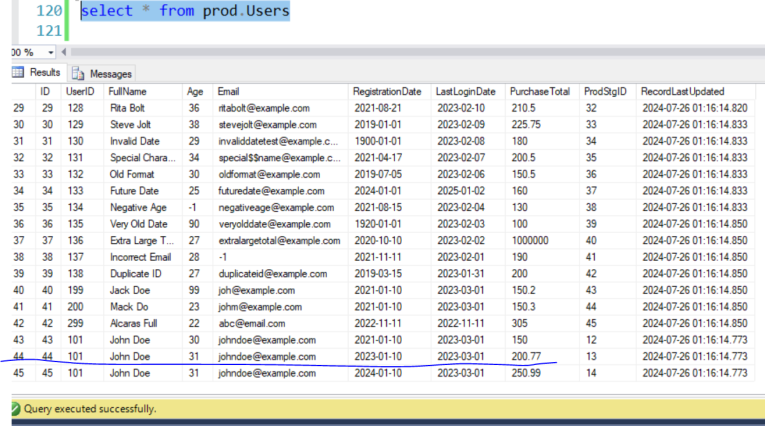 120 select * from prod.Users
121
00 %
Results Messages
ID UserID FullName Age Email RegistrationDate LastLoginDate PurchaseTotal ProdStgID RecordLastUpdated
29 29 128 Rita Bolt 36 ritabolt@example.com 2021-08-21 2023-02-10 210.5 32 2024-07-26 01:16:14.820
30 30 129 Steve Jolt 38 stevejolt@example.com 2019-01-01 2023-02-09 225.75 33 2024-07-26 01:16:14.833
31 31 130 Invalid Date 29 invaliddatetest@example.c... 1900-01-01 2023-02-08 180 34 2024-07-26 01:16:14.833
32 32 131 Special Chara... 34 special$$name@example.c... 2021-04-17 2023-02-07 200.5 35 2024-07-26 01:16:14.833
33 33 132 Old Format 30 oldformat@example.com 2019-07-05 2023-02-06 150.5 36 2024-07-26 01:16:14.833
34 34 133 Future Date 25 futuredate@example.com 2024-01-01 2025-01-02 160 37 2024-07-26 01:16:14.833
35 35 134 Negative Age -1 negativeage@example.com 2021-08-15 2023-02-04 130 38 2024-07-26 01:16:14.833
36 36 135 Very Old Date 90 veryolddate@example.com 1920-01-01 2023-02-03 100 39 2024-07-26 01:16:14.850
37 37 136 Extra Large T... 27 extralargetotal@example.com 2020-10-10 2023-02-02 1000000 40 2024-07-26 01:16:14.850
38 38 137 Incorrect Email 28 -1 2021-11-11 2023-02-01 190 41 2024-07-26 01:16:14.850
39 39 138 Duplicate ID 27 duplicateid@example.com 2019-03-15 2023-01-31 200 42 2024-07-26 01:16:14.850
40 40 199 Jack Doe 99 joh@example.com 2021-01-10 2023-03-01 150.2 43 2024-07-26 01:16:14.850
41 41 200 Mack Do 23 johm@example.com 2021-01-10 2023-03-01 150.3 44 2024-07-26 01:16:14.850
42 42 299 Alcaras Full 22 abc@email.com 2022-11-11 2022-11-11 305 45 2024-07-26 01:16:14.850
43 43 101 John Doe 30 johndoe@example.com 2021-01-10 2023-03-01 150 12 2024-07-26 01:16:14.773
44 44 101 John Doe 31 johndoe@example.com 2023-01-10 2023-03-01 200.77 13 2024-07-26 01:16:14.773
45 45 101 John Doe 31 johndoe@example.com 2024-01-10 2023-03-01 250.99 14 2024-07-26 01:16:14.773
Query executed successfully.